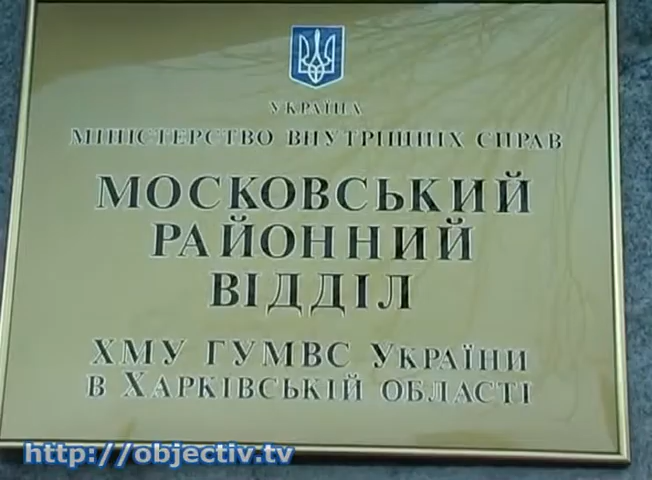 УКРАЇНА
МІНІСТЕРСТВО ВНУТРІШНІХ СПРАВ
МОСКОВСЬКИЙ
РАЙОННИЙ
ВІДДІЛ
ХМУ ГУМВС УКРАЇНИ
В ХАРКІВСЬКІЙ ОБЛАСТІ
http://objectiv.tv